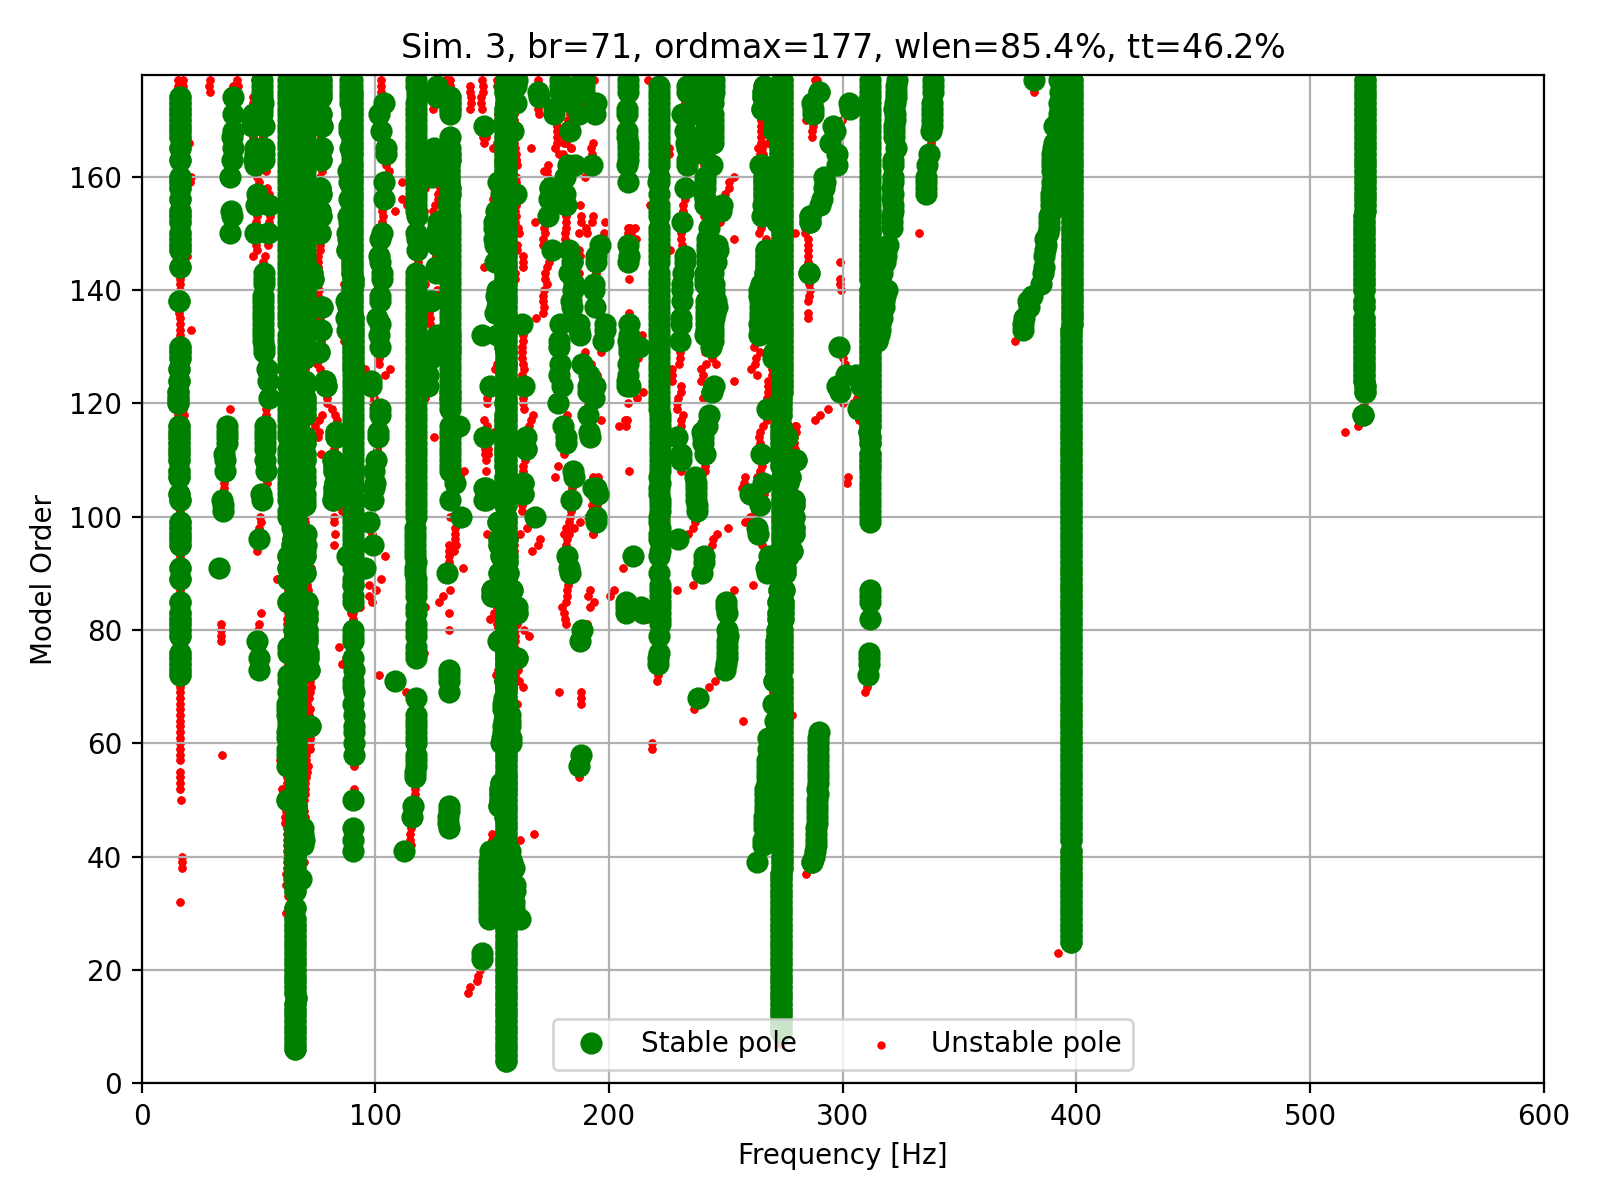 Sim. 3, br=71, ordmax=177, wlen=85.4%, tt=46.2%
Model Order
160
140
120
100
80
60
40
20
0
Stable pole
Unstable pole
0 100 200 300 400 500 600
Frequency [Hz]